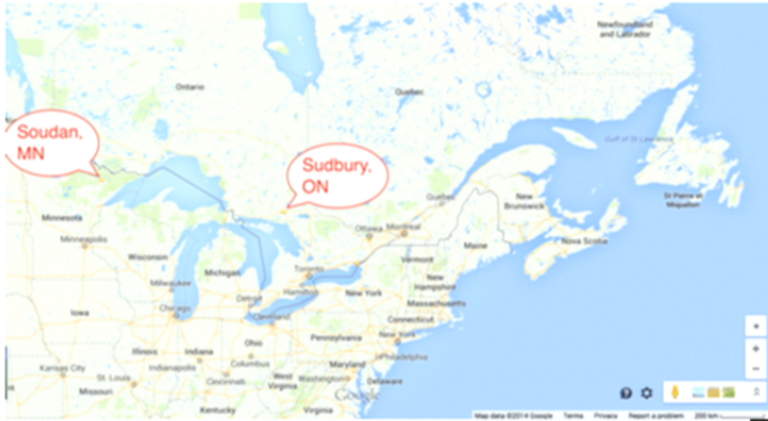 Newfoundland
and Labrador
Ontario
Quebec
Soudan,
MN
Gulf of St Lawrence
Sudbury,
ON
St Pierre et
Miquelon
Quebec
New
Brunswick
Minnesota
Ottawa
Montreal
Minneapolis
Maine
Nova Scotia
Wisconsin
Vermont
Michigan
Toronto
Milwaukee
New
Hampshire
Hamilton
New York
Detroit
Massachusetts
Chicago
Iowa
Cleveland
Connecticut
New York
Pennsylvania
Illinois
Indiana
Ohio
Philadelphia
Kansas City
Indianapolis
Columbus
Maryland
St. Louis
Cincinnati
West
Virginia
Washington
Delaware
Missouri
Google
Kentucky
Virginia
Map data ©2014 Google
Terms
Privacy
Report a problem
200 km